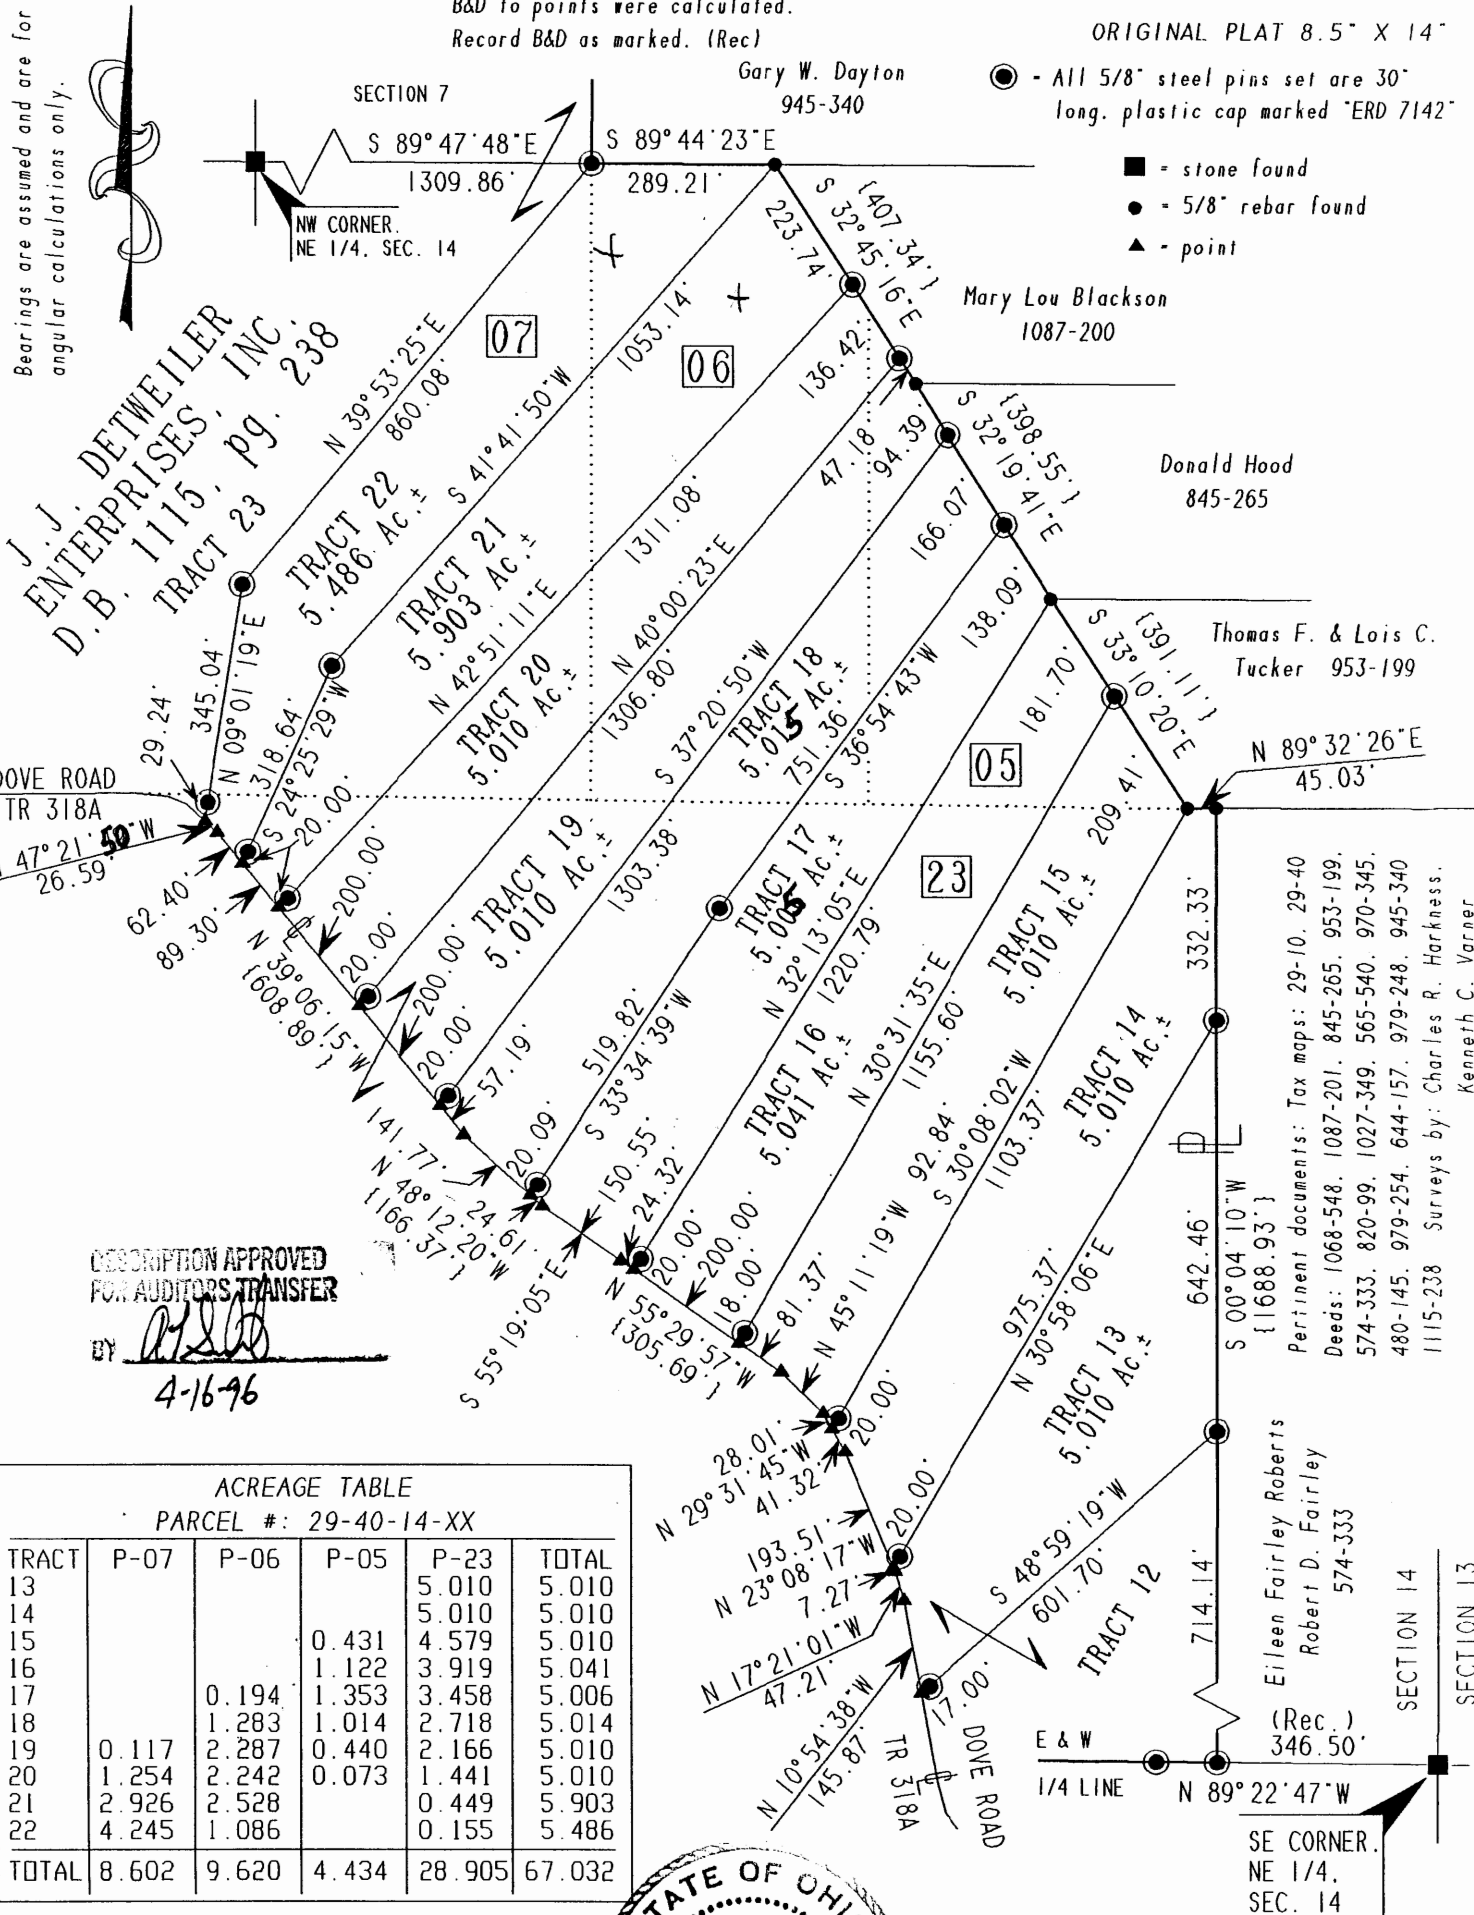 Bearings are assumed and are for
angular calculations only.
B&D to points were calculated.
Record B&D as marked. (Rec)
ORIGINAL PLAT 8.5" X 14"
- All 5/8" steel pins set are 30"
long, plastic cap marked "ERD 7142"
■ = stone found
● = 5/8" rebar found
▲ - point
SECTION 7
Gary W. Dayton
945-340
S 89°47'48"E
1309.86'
S 89°44'23"E
289.21'
NW CORNER,
NE 1/4, SEC. 14
{407.34'}
S 32°45'16"E
223.74'
136.42'
47.18'
Mary Lou Blackson
1087-200
{398.55'}
S 32°19'41"E
94.39'
166.07'
138.09'
Donald Hood
845-265
{391.11'}
S 33°10'20"E
181.70'
209.41'
Thomas F. & Lois C.
Tucker 953-199
N 89°32'26"E
45.03'
J.J. DETWEILER
ENTERPRISES, INC.
D.B. 1115, pg. 238
TRACT 23
07
06
05
23
N 39°53'25"E
860.08'
N 09°01'19"E
345.04'
29.24'
TRACT 22
5.486 Ac.±
S 41°41'50"W
1053.14'
S 24°25'29"W
318.64'
20.00'
TRACT 21
5.903 Ac.±
N 42°51'11"E
1311.08'
TRACT 20
5.010 Ac.±
N 40°00'23"E
1306.80'
TRACT 19
5.010 Ac.±
S 37°20'50"W
1303.38'
TRACT 18
5.015 Ac.±
S 36°54'43"W
751.36'
S 33°34'39"W
519.82'
TRACT 17
5.005 Ac.±
N 32°13'05"E
1220.79'
TRACT 16
5.041 Ac.±
N 30°31'35"E
1155.60'
TRACT 15
5.010 Ac.±
S 30°08'02"W
1103.37'
TRACT 14
5.010 Ac.±
N 30°58'06"E
975.37'
TRACT 13
5.010 Ac.±
S 48°59'19"W
601.70'
TRACT 12
DOVE ROAD
TR 318A
47°21'50"W
26.59'
62.40'
89.30'
N 39°06'15"W
{608.89'}
200.00'
20.00'
200.00'
20.00'
57.19'
141.77'
N 48°12'20"W
{166.37'}
24.61'
20.09'
150.55'
S 55°19'05"E
24.32'
20.00'
N 55°29'57"W
{305.69'}
200.00'
18.00'
81.37'
N 45°11'19"W 92.84'
28.01'
N 29°31'45"W
41.32'
20.00'
193.51'
N 23°08'17"W
20.00'
7.27'
N 17°21'01"W
47.21'
N 10°54'38"W
145.87'
17.00'
TR 318A
DOVE ROAD
332.33'
642.46'
S 00°04'10"W
{1688.93'}
714.14'
PL
Pertinent documents: Tax maps: 29-10, 29-40
Deeds: 1068-548, 1087-201, 845-265, 953-199,
574-333, 820-99, 1027-349, 565-540, 970-345,
480-145, 979-254, 644-157, 979-248, 945-340
1115-238 Surveys by: Charles R. Harkness,
Kenneth C. Varner
Eileen Fairley Roberts
Robert D. Fairley
574-333
SECTION 14
SECTION 13
E & W
1/4 LINE
(Rec.)
346.50'
N 89°22'47"W
SE CORNER,
NE 1/4,
SEC. 14
DESCRIPTION APPROVED
FOR AUDITORS TRANSFER
BY
4-16-96
ACREAGE TABLE
PARCEL #: 29-40-14-XX
TRACT P-07 P-06 P-05 P-23 TOTAL
13 5.010 5.010
14 5.010 5.010
15 0.431 4.579 5.010
16 1.122 3.919 5.041
17 0.194 1.353 3.458 5.006
18 1.283 1.014 2.718 5.014
19 0.117 2.287 0.440 2.166 5.010
20 1.254 2.242 0.073 1.441 5.010
21 2.926 2.528 0.449 5.903
22 4.245 1.086 0.155 5.486
TOTAL 8.602 9.620 4.434 28.905 67.032
STATE OF OHI